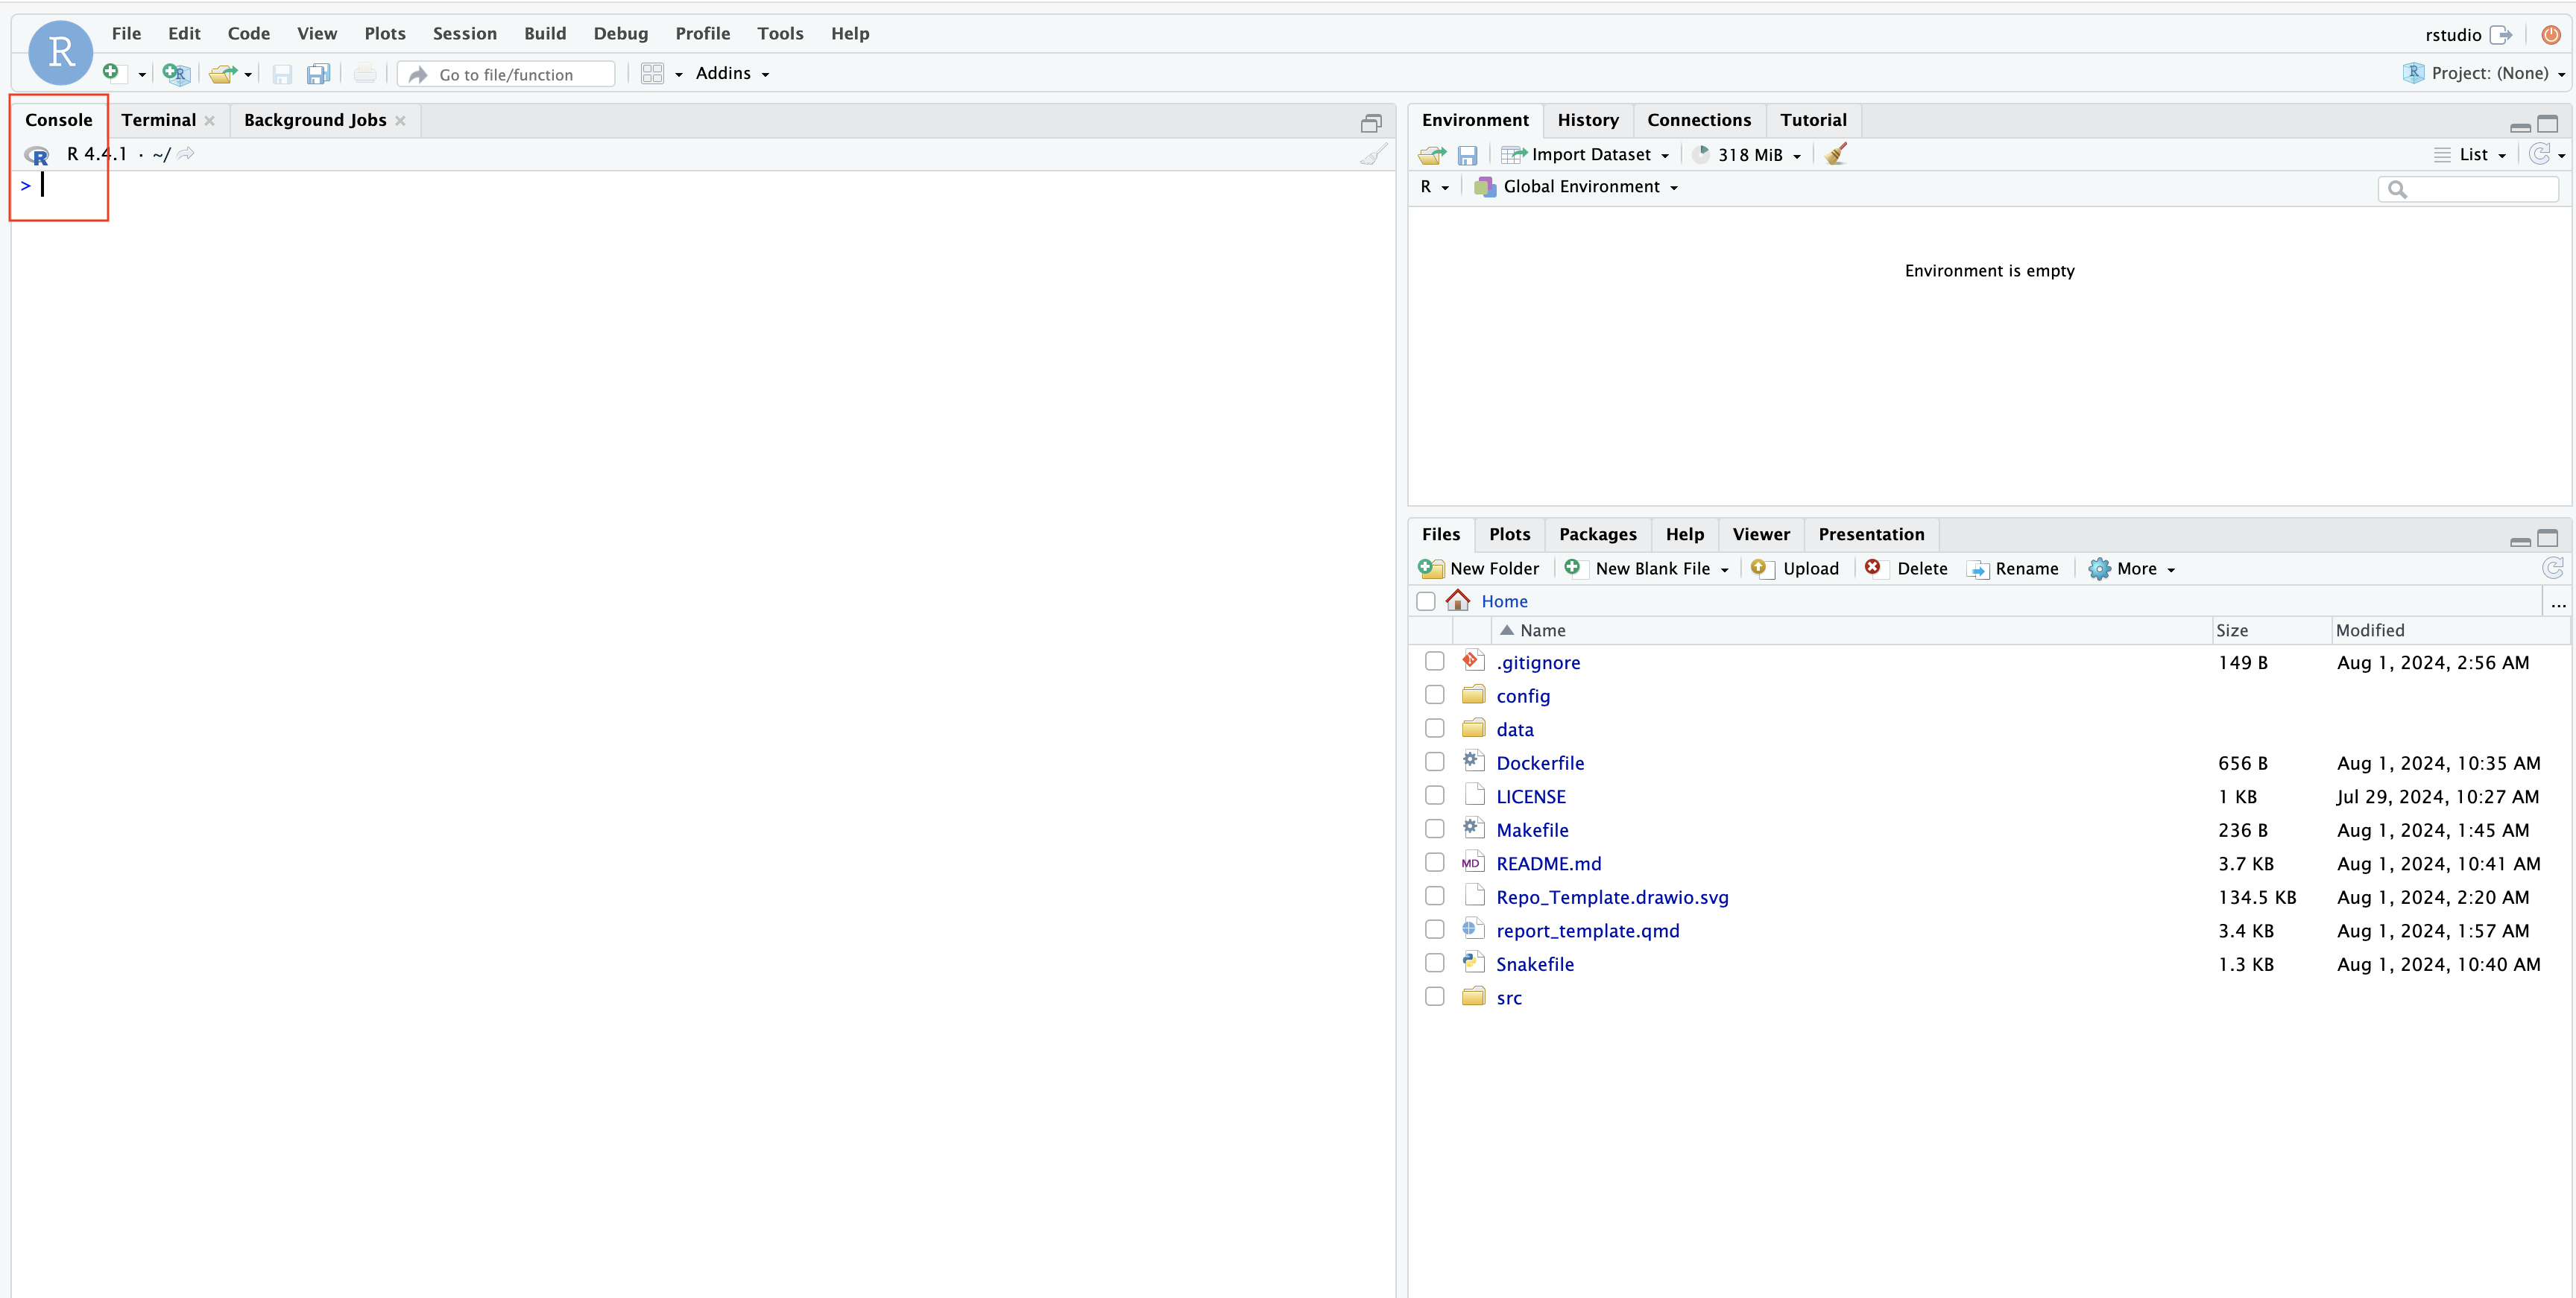 R
File Edit Code View Plots Session Build Debug Profile Tools Help
rstudio
R
Go to file/function
Addins
R
Project: (None)
Console Terminal Background Jobs
R R 4.4.1 · ~/
>
Environment History Connections Tutorial
Import Dataset 318 MiB List
R Global Environment
Environment is empty
Files Plots Packages Help Viewer Presentation
New Folder New Blank File Upload Delete Rename More
Home ...
Name Size Modified
.gitignore 149 B Aug 1, 2024, 2:56 AM
config
data
Dockerfile 656 B Aug 1, 2024, 10:35 AM
LICENSE 1 KB Jul 29, 2024, 10:27 AM
Makefile 236 B Aug 1, 2024, 1:45 AM
MD README.md 3.7 KB Aug 1, 2024, 10:41 AM
Repo_Template.drawio.svg 134.5 KB Aug 1, 2024, 2:20 AM
report_template.qmd 3.4 KB Aug 1, 2024, 1:57 AM
Snakefile 1.3 KB Aug 1, 2024, 10:40 AM
src